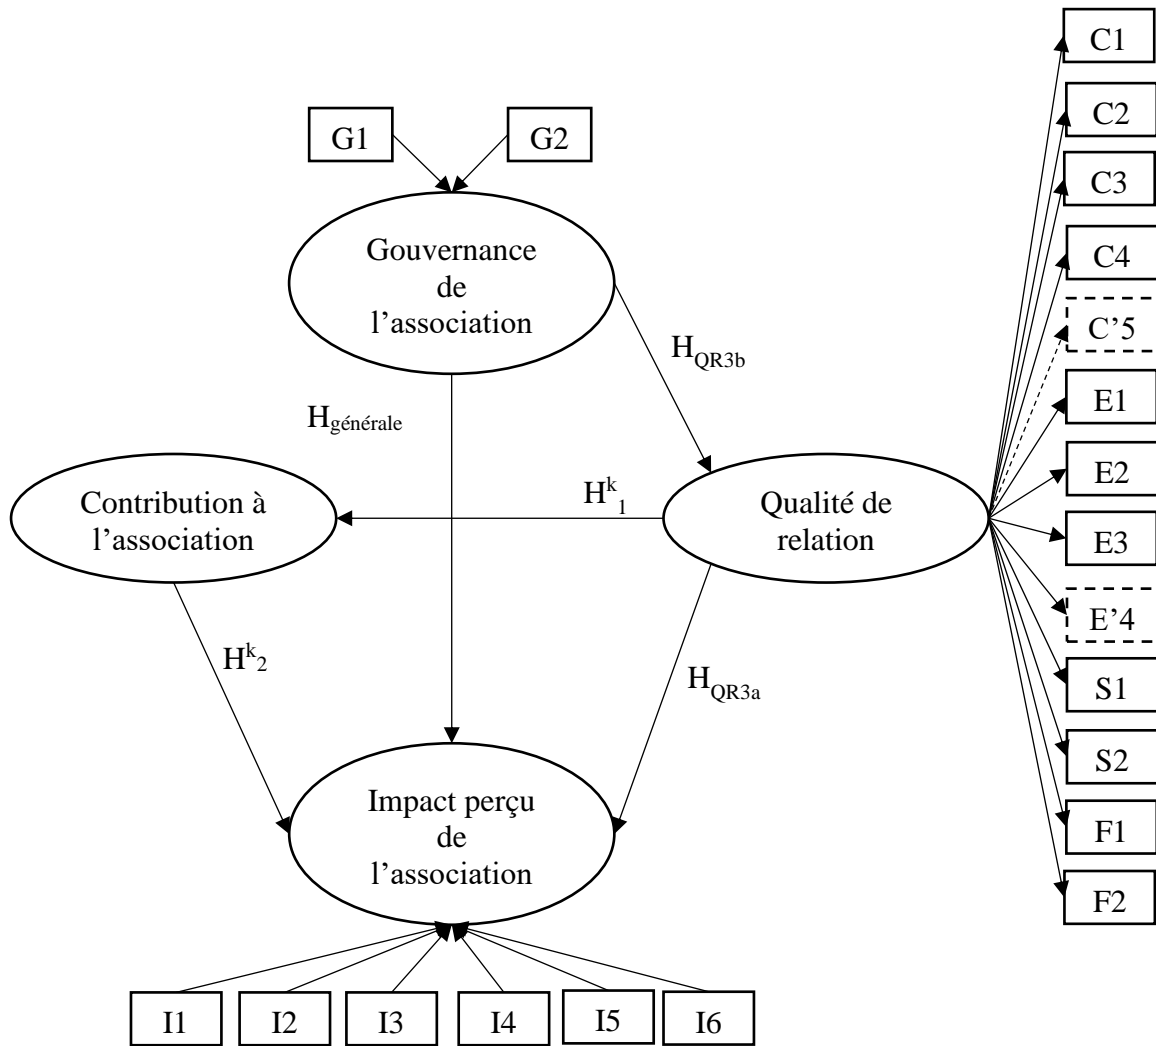 C1
C2
G1
G2
C3
Gouvernance
de
l’association
C4
C’5
H_QR3b
E1
H_générale
E2
Contribution à
l’association
H^k_1
Qualité de
relation
E3
E’4
H^k_2
H_QR3a
S1
S2
Impact perçu
de
l’association
F1
F2
I1
I2
I3
I4
I5
I6